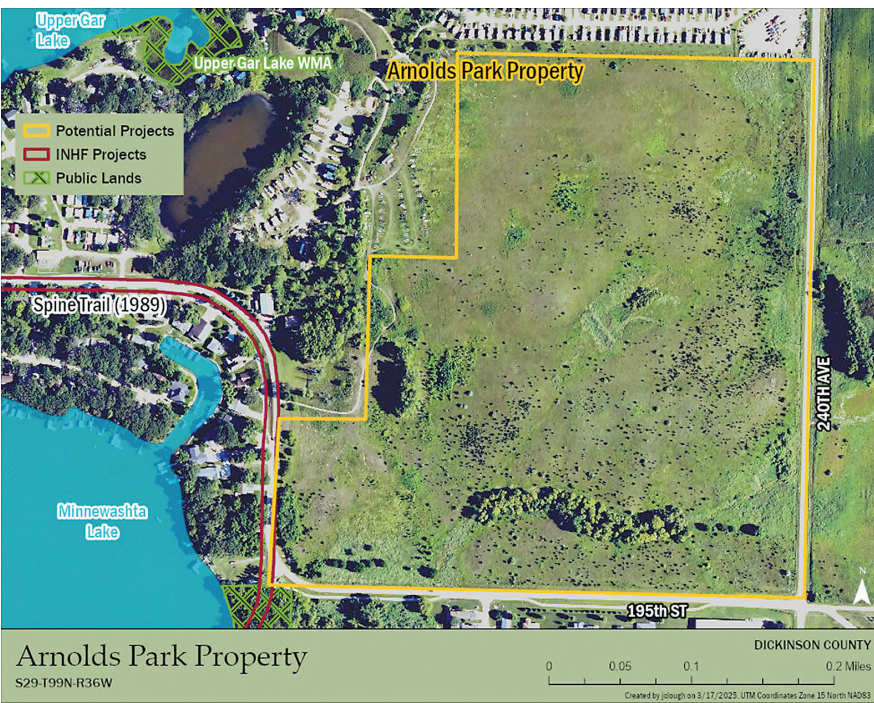 Upper Gar
Lake
Upper Gar Lake WMA
Arnolds Park Property
Potential Projects
INHF Projects
Public Lands
Spine Trail (1989)
240TH AVE
Minnewashta
Lake
N
195th ST
Arnolds Park Property
S29-T99N-R36W
DICKINSON COUNTY
0 0.05 0.1 0.2 Miles
Created by jclough on 3/17/2025. UTM Coordinates Zone 15 North NAD83